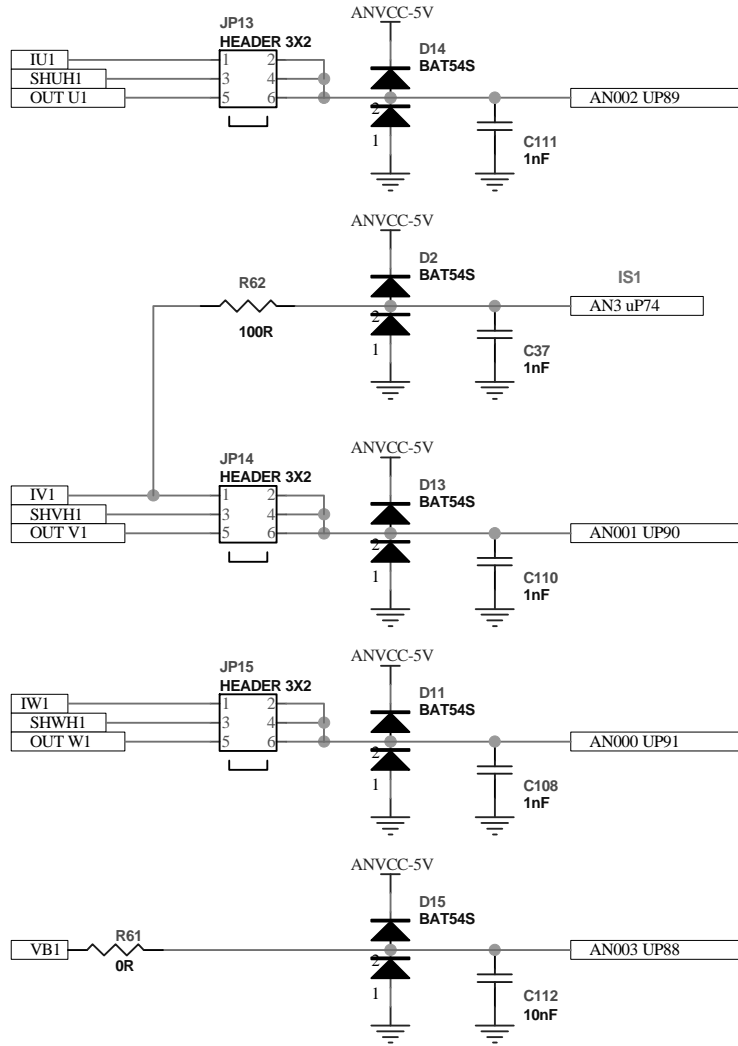 ANVCC-5V
JP13
HEADER 3X2
D14
BAT54S
IU1
1 2
SHUH1
3 4
OUT U1
5 6
2
AN002 UP89
1
C111
1nF
ANVCC-5V
D2
BAT54S
IS1
R62
AN3 uP74
100R
2
1
C37
1nF
ANVCC-5V
JP14
HEADER 3X2
D13
BAT54S
IV1
1 2
SHVH1
3 4
OUT V1
5 6
2
AN001 UP90
1
C110
1nF
ANVCC-5V
JP15
HEADER 3X2
D11
BAT54S
IW1
1 2
SHWH1
3 4
OUT W1
5 6
2
AN000 UP91
1
C108
1nF
ANVCC-5V
D15
BAT54S
R61
VB1
0R
2
AN003 UP88
1
C112
10nF